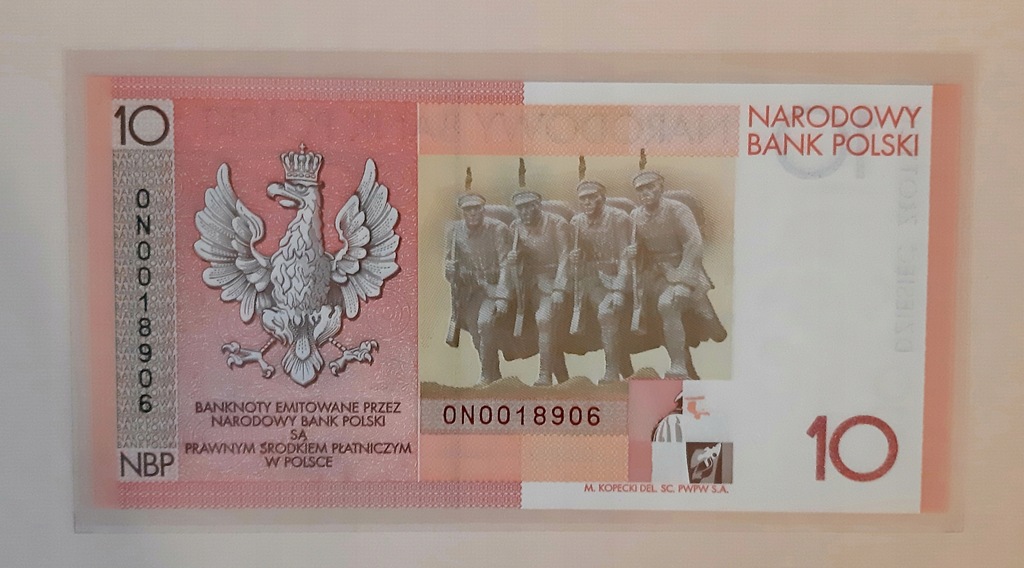 10
0N0018906
NBP
BANKNOTY EMITOWANE PRZEZ
NARODOWY BANK POLSKI
SĄ
PRAWNYM ŚRODKIEM PŁATNICZYM
W POLSCE
0N0018906
M. KOPECKI DEL. SC. PWPW S.A.
NARODOWY
BANK POLSKI
10